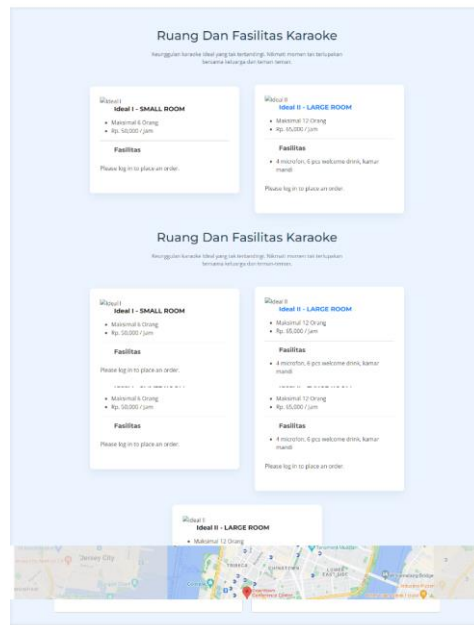 Ruang Dan Fasilitas Karaoke
Keunggulan karaoke Ideal yang tak tertandingi. Nikmati momen tak terlupakan
bersama keluarga dan teman-teman.
Ideal I
Ideal I - SMALL ROOM
Maksimal 6 Orang
Rp. 50,000 / Jam
Fasilitas
Please log in to place an order.
Ideal II
Ideal II - LARGE ROOM
Maksimal 12 Orang
Rp. 65,000 / Jam
Fasilitas
4 microfon, 6 pcs welcome drink, kamar
mandi
Please log in to place an order.
Ruang Dan Fasilitas Karaoke
Keunggulan karaoke Ideal yang tak tertandingi. Nikmati momen tak terlupakan
bersama keluarga dan teman-teman.
Ideal I
Ideal I - SMALL ROOM
Maksimal 6 Orang
Rp. 50,000 / Jam
Fasilitas
Please log in to place an order.
Maksimal 6 Orang
Rp. 50,000 / Jam
Fasilitas
Please log in to place an order.
Ideal II
Ideal II - LARGE ROOM
Maksimal 12 Orang
Rp. 65,000 / Jam
Fasilitas
4 microfon, 6 pcs welcome drink, kamar
mandi
Maksimal 12 Orang
Rp. 65,000 / Jam
Fasilitas
4 microfon, 6 pcs welcome drink, kamar
mandi
Please log in to place an order.
Ideal II - LARGE ROOM
Maksimal 12 Orang
Jersey City
TRIBECA
CHINATOWN
LOWER
EAST SIDE